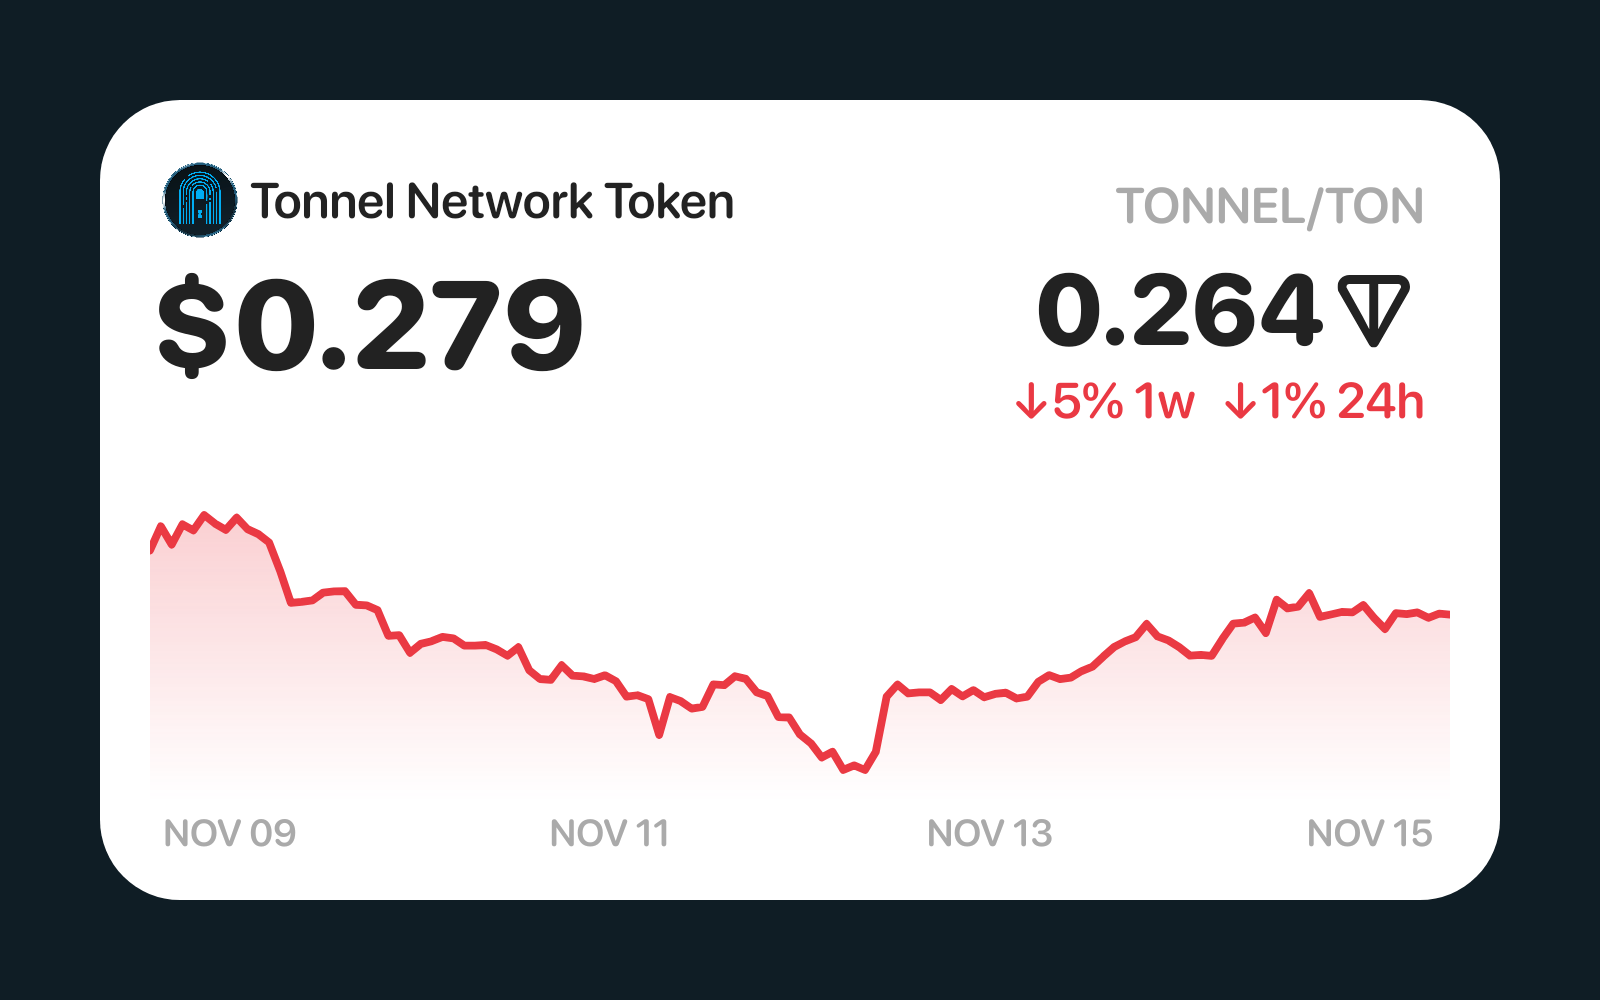 Tonnel Network Token
TONNEL/TON
$0.279
0.264
↓5% 1w ↓1% 24h
NOV 09
NOV 11
NOV 13
NOV 15